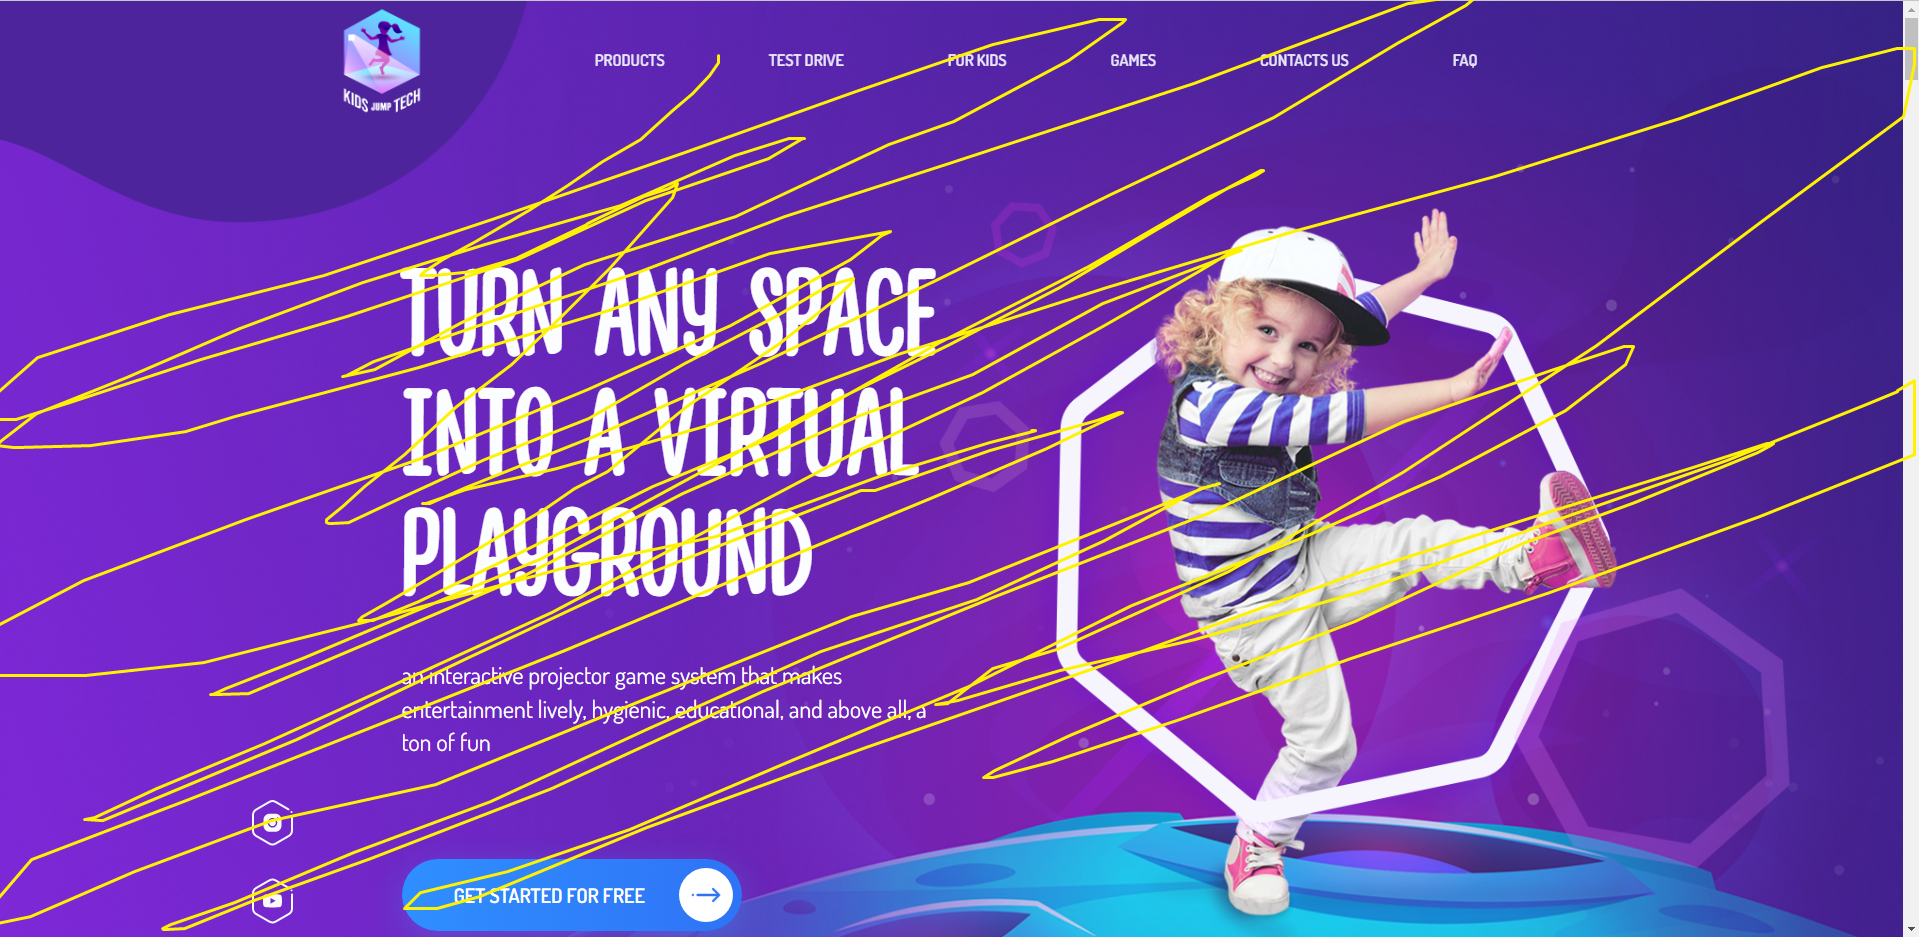 KIDS JUMP TECH
PRODUCTS
TEST DRIVE
FOR KIDS
GAMES
CONTACTS US
FAQ
TURN ANY SPACE
INTO A VIRTUAL
PLAYGROUND
an interactive projector game system that makes
entertainment lively, hygienic, educational, and above all, a
ton of fun
GET STARTED FOR FREE